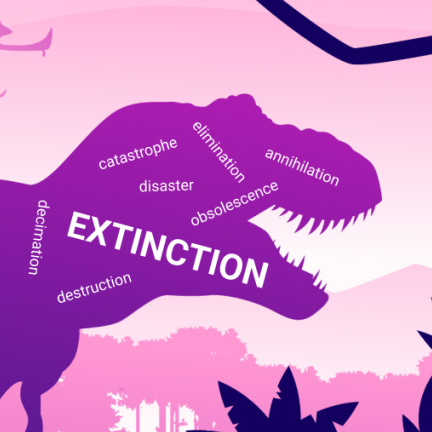 elimination
catastrophe
annihilation
disaster
obsolescence
decimation
EXTINCTION
destruction